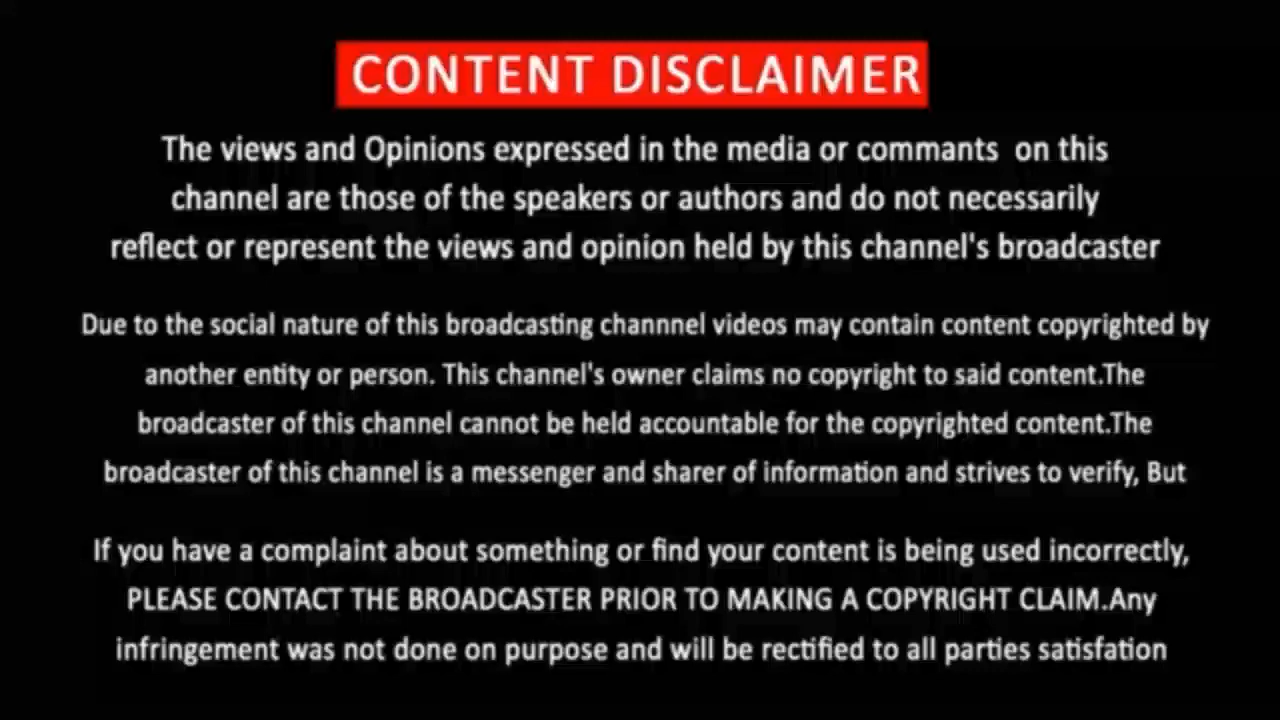 CONTENT DISCLAIMER
The views and Opinions expressed in the media or commants on this
channel are those of the speakers or authors and do not necessarily
reflect or represent the views and opinion held by this channel's broadcaster
Due to the social nature of this broadcasting channnel videos may contain content copyrighted by
another entity or person. This channel's owner claims no copyright to said content.The
broadcaster of this channel cannot be held accountable for the copyrighted content.The
broadcaster of this channel is a messenger and sharer of information and strives to verify, But
If you have a complaint about something or find your content is being used incorrectly,
PLEASE CONTACT THE BROADCASTER PRIOR TO MAKING A COPYRIGHT CLAIM.Any
infringement was not done on purpose and will be rectified to all parties satisfation